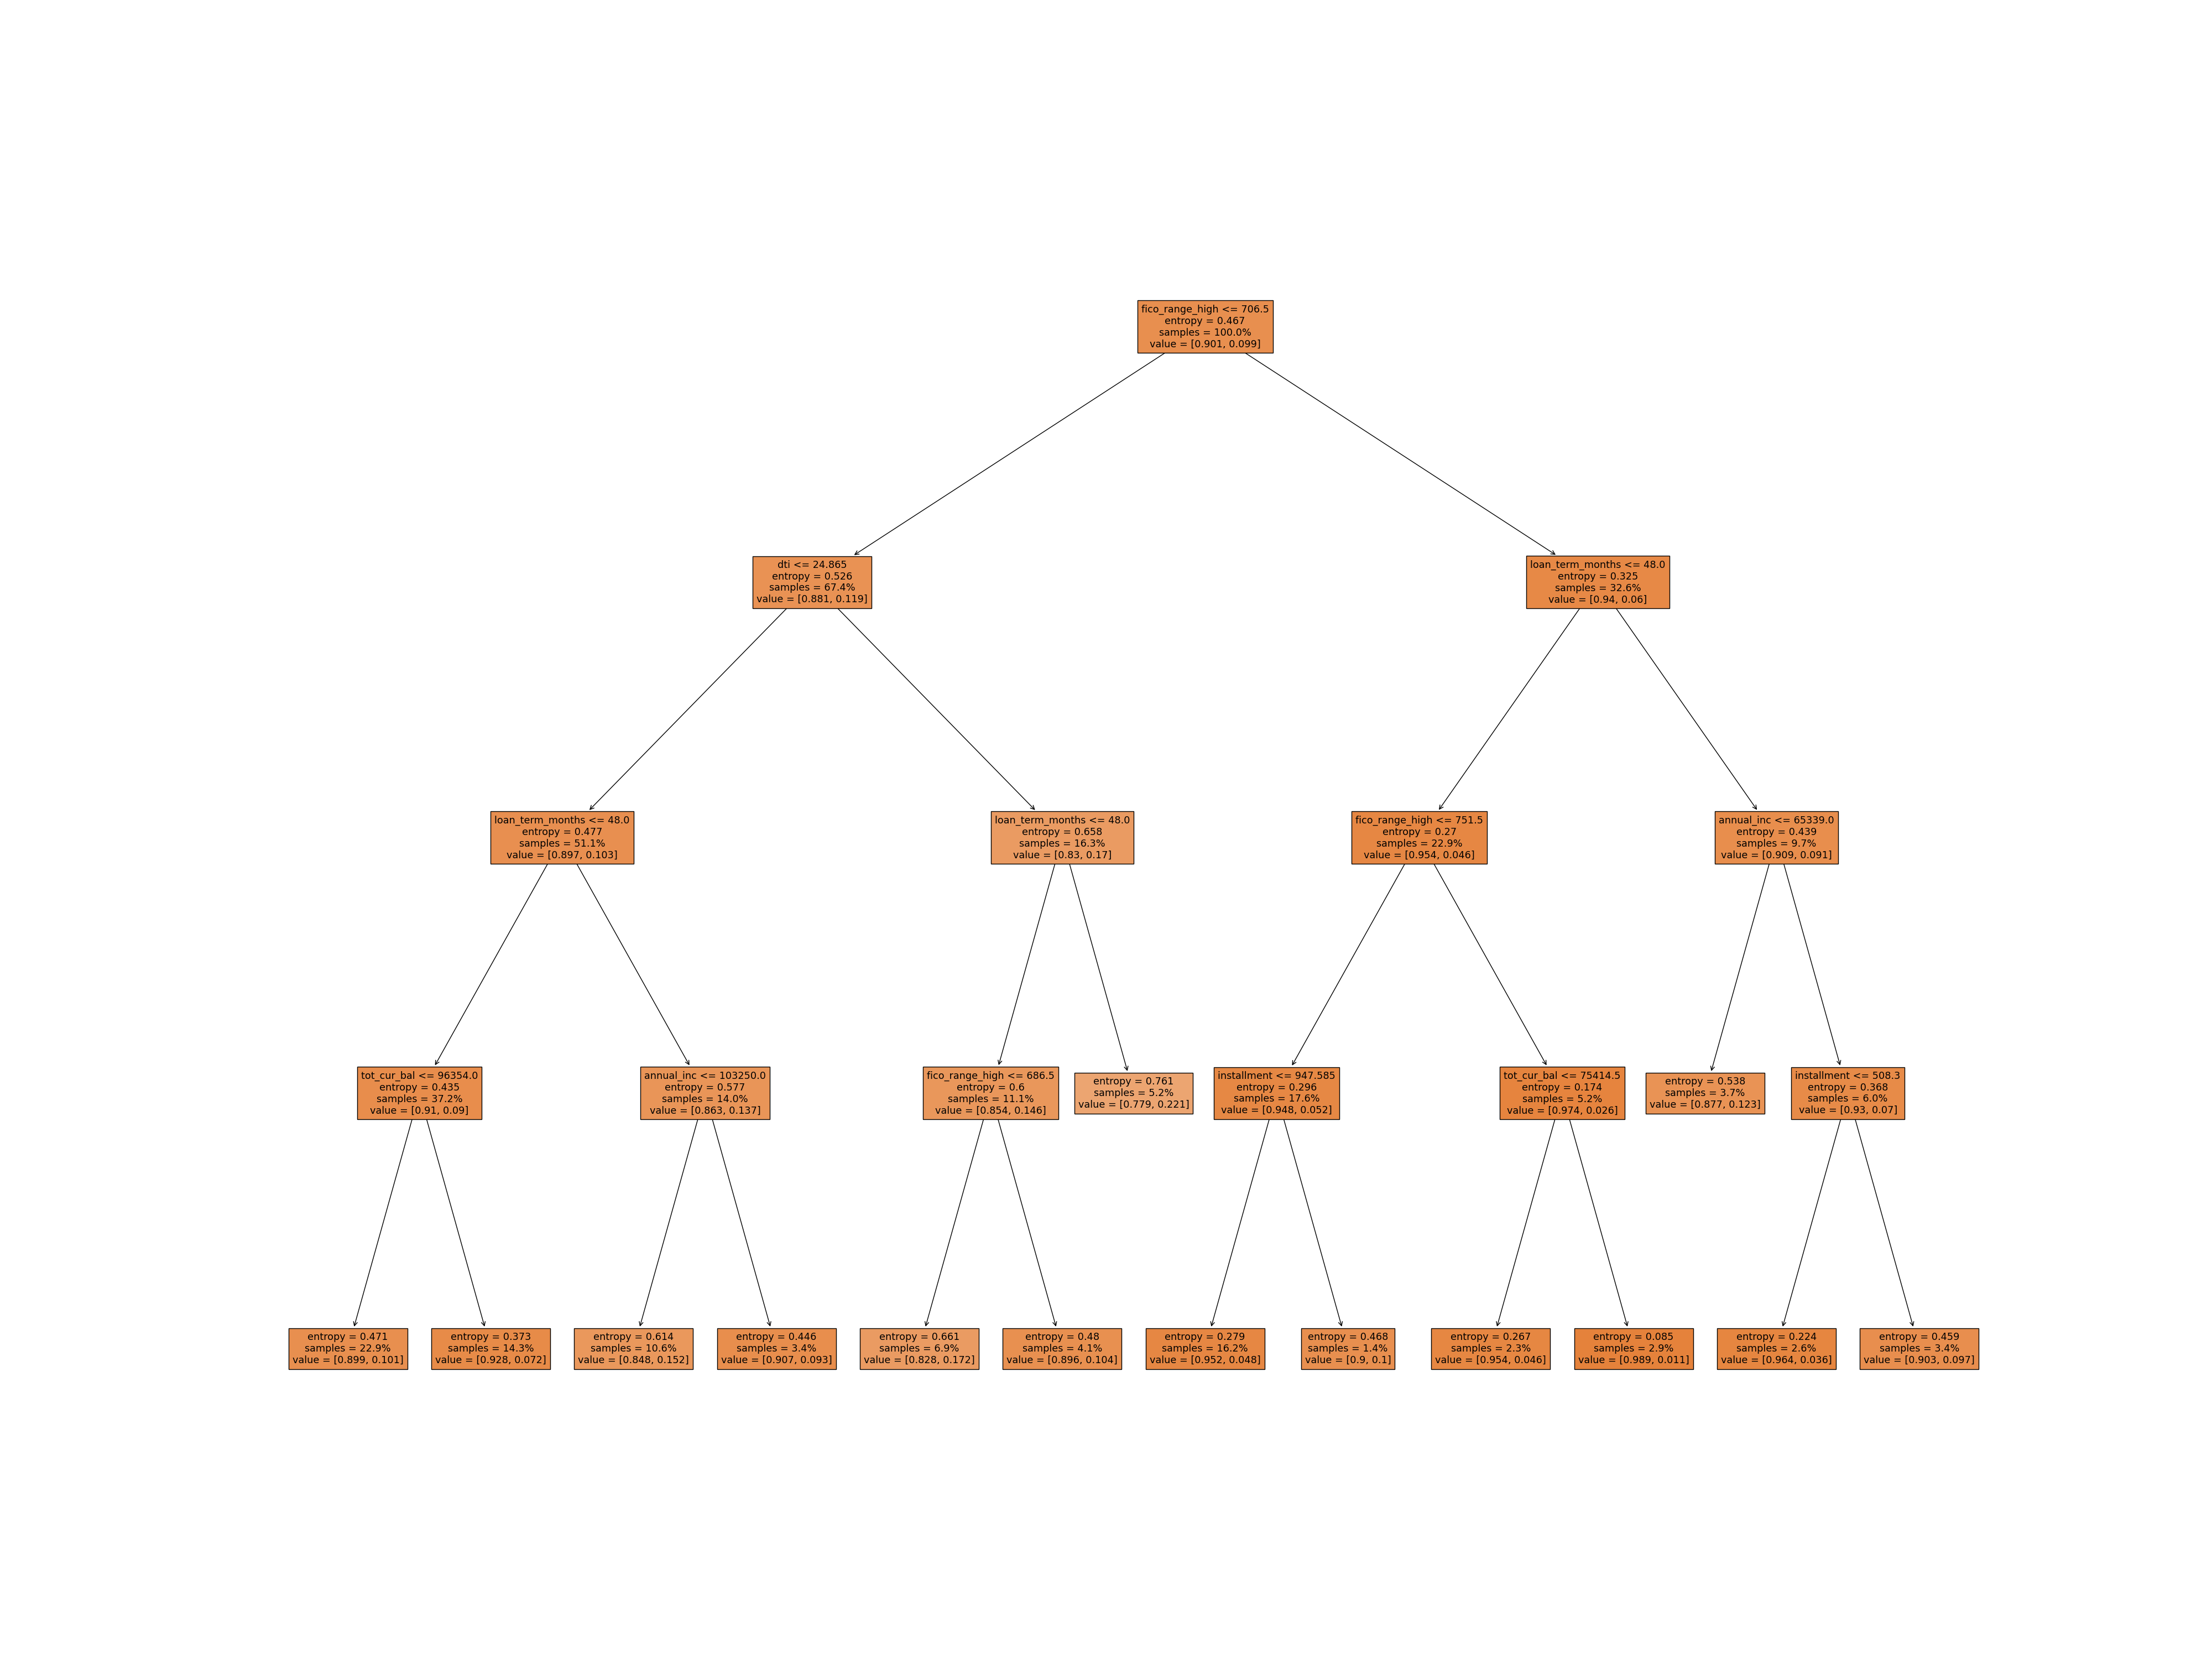 fico_range_high <= 706.5
entropy = 0.467
samples = 100.0%
value = [0.901, 0.099]
dti <= 24.865
entropy = 0.526
samples = 67.4%
value = [0.881, 0.119]
loan_term_months <= 48.0
entropy = 0.325
samples = 32.6%
value = [0.94, 0.06]
loan_term_months <= 48.0
entropy = 0.477
samples = 51.1%
value = [0.897, 0.103]
loan_term_months <= 48.0
entropy = 0.658
samples = 16.3%
value = [0.83, 0.17]
fico_range_high <= 751.5
entropy = 0.27
samples = 22.9%
value = [0.954, 0.046]
annual_inc <= 65339.0
entropy = 0.439
samples = 9.7%
value = [0.909, 0.091]
tot_cur_bal <= 96354.0
entropy = 0.435
samples = 37.2%
value = [0.91, 0.09]
annual_inc <= 103250.0
entropy = 0.577
samples = 14.0%
value = [0.863, 0.137]
fico_range_high <= 686.5
entropy = 0.6
samples = 11.1%
value = [0.854, 0.146]
entropy = 0.761
samples = 5.2%
value = [0.779, 0.221]
installment <= 947.585
entropy = 0.296
samples = 17.6%
value = [0.948, 0.052]
tot_cur_bal <= 75414.5
entropy = 0.174
samples = 5.2%
value = [0.974, 0.026]
entropy = 0.538
samples = 3.7%
value = [0.877, 0.123]
installment <= 508.3
entropy = 0.368
samples = 6.0%
value = [0.93, 0.07]
entropy = 0.471
samples = 22.9%
value = [0.899, 0.101]
entropy = 0.373
samples = 14.3%
value = [0.928, 0.072]
entropy = 0.614
samples = 10.6%
value = [0.848, 0.152]
entropy = 0.446
samples = 3.4%
value = [0.907, 0.093]
entropy = 0.661
samples = 6.9%
value = [0.828, 0.172]
entropy = 0.48
samples = 4.1%
value = [0.896, 0.104]
entropy = 0.279
samples = 16.2%
value = [0.952, 0.048]
entropy = 0.468
samples = 1.4%
value = [0.9, 0.1]
entropy = 0.267
samples = 2.3%
value = [0.954, 0.046]
entropy = 0.085
samples = 2.9%
value = [0.989, 0.011]
entropy = 0.224
samples = 2.6%
value = [0.964, 0.036]
entropy = 0.459
samples = 3.4%
value = [0.903, 0.097]